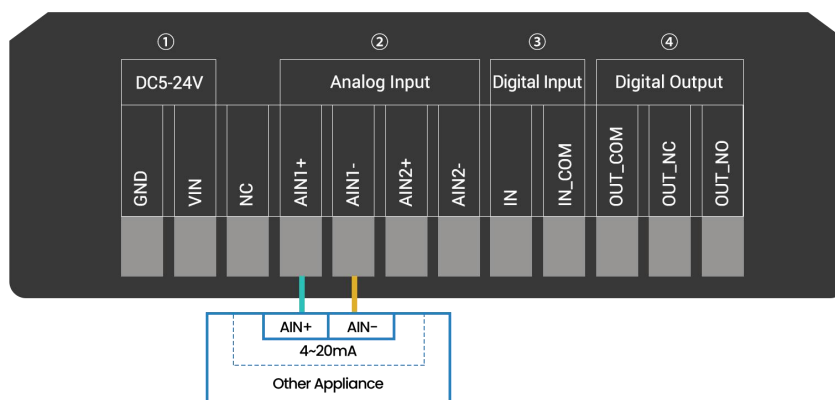 ① ② ③ ④
DC5-24V Analog Input Digital Input Digital Output
GND VIN NC AIN1+ AIN1- AIN2+ AIN2- IN IN_COM OUT_COM OUT_NC OUT_NO
AIN+ AIN-
4~20mA
Other Appliance